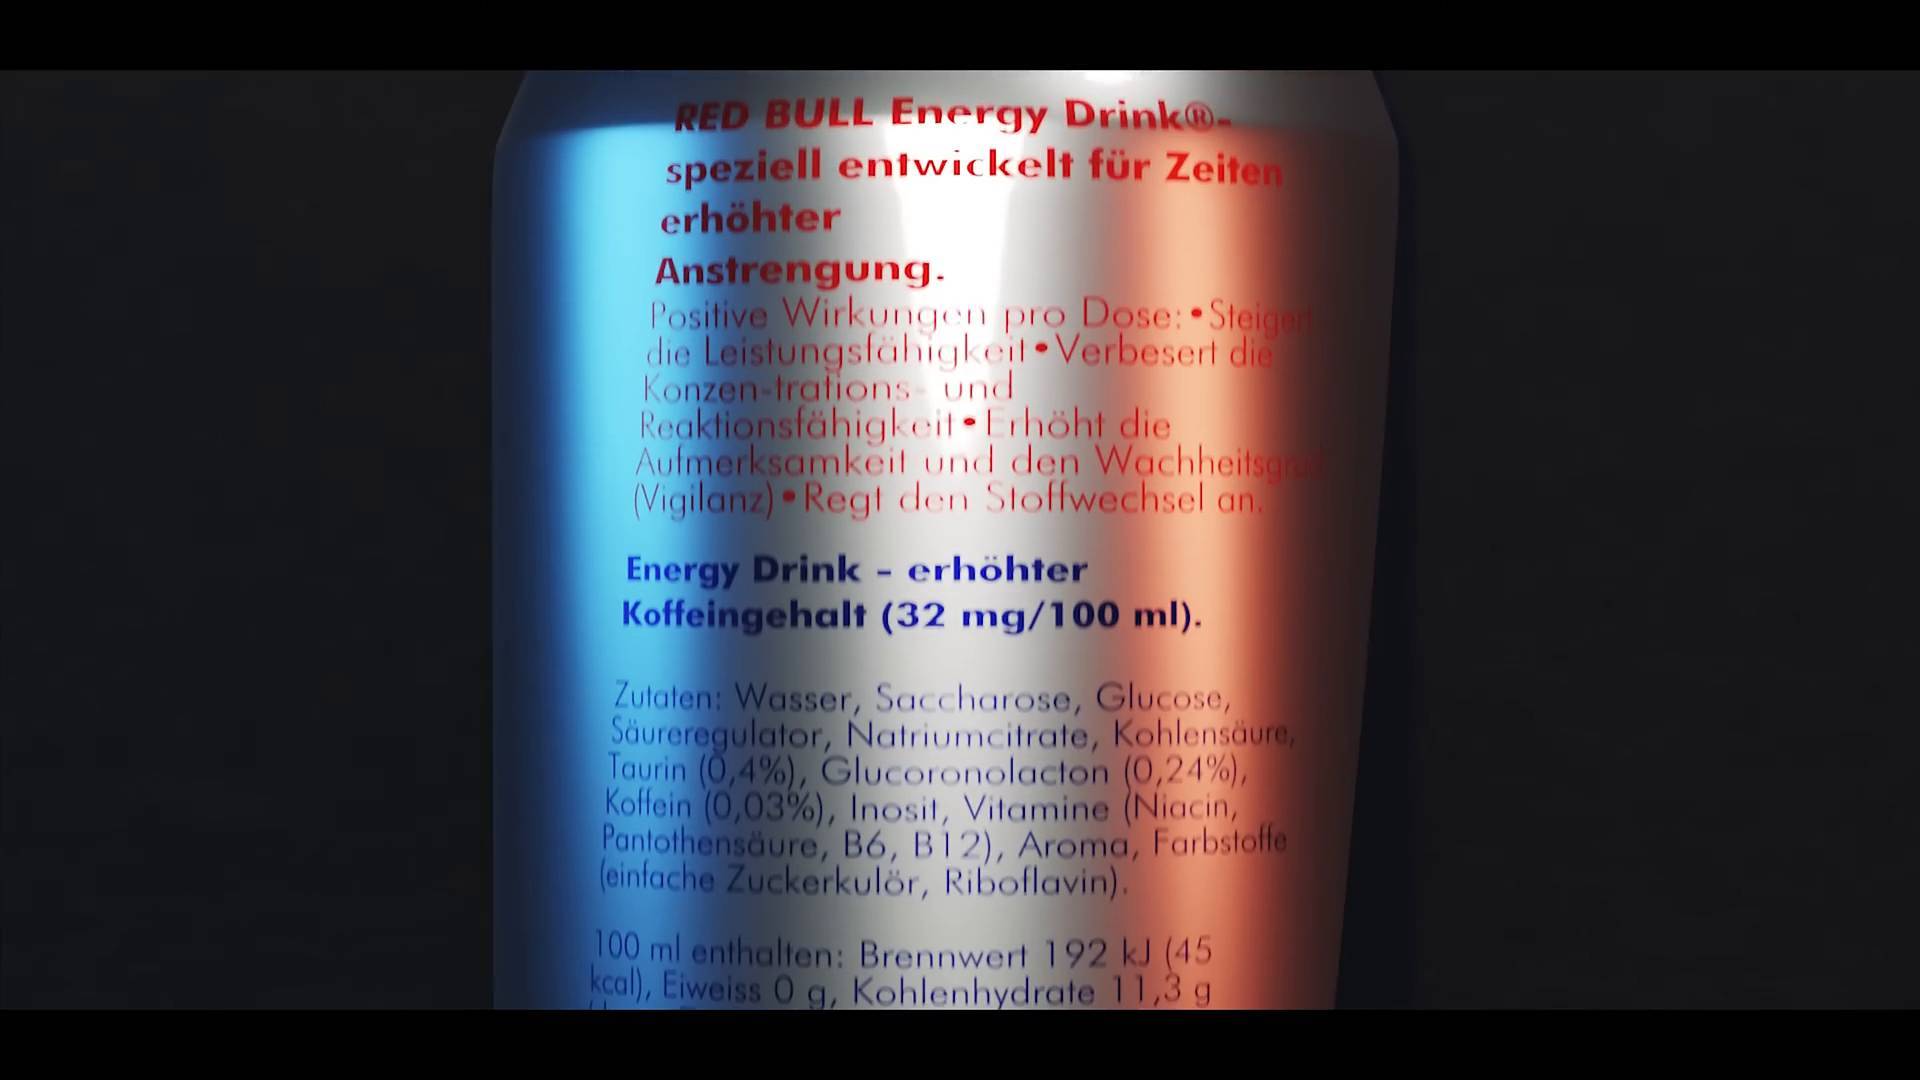 RED BULL Energy Drink®-
speziell entwickelt für Zeiten
erhöhter
Anstrengung.
Positive Wirkungen pro Dose: • Steigert
die Leistungsfähigkeit • Verbesert die
Konzen-trations- und
Reaktionsfähigkeit • Erhöht die
Aufmerksamkeit und den Wachheitsgrad
(Vigilanz) • Regt den Stoffwechsel an.
Energy Drink - erhöhter
Koffeingehalt (32 mg/100 ml).
Zutaten: Wasser, Saccharose, Glucose,
Säureregulator, Natriumcitrate, Kohlensäure,
Taurin (0,4%), Glucoronolacton (0,24%),
Koffein (0,03%), Inosit, Vitamine (Niacin,
Pantothensäure, B6, B12), Aroma, Farbstoffe
(einfache Zuckerkulör, Riboflavin).
100 ml enthalten: Brennwert 192 kJ (45
kcal), Eiweiss 0 g, Kohlenhydrate 11,3 g